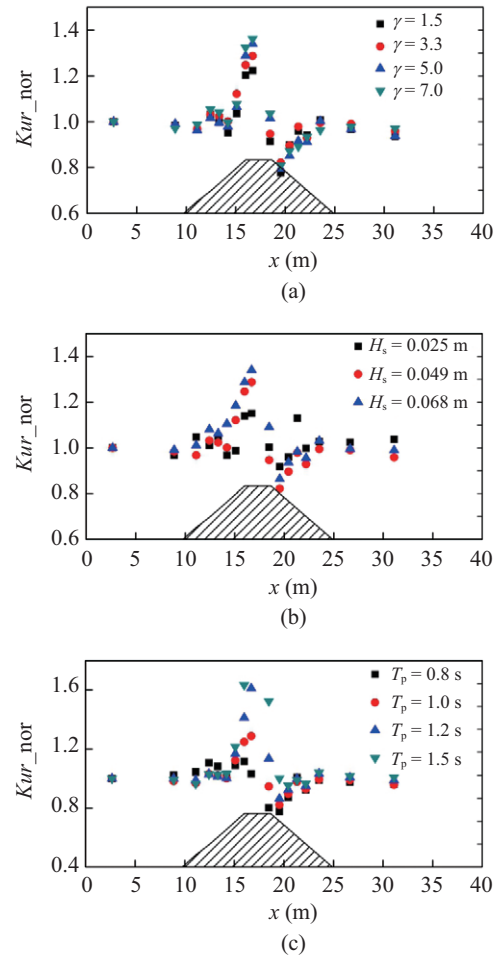 1.4
1.2
1.0
0.8
0.6
Kur_nor
γ = 1.5
γ = 3.3
γ = 5.0
γ = 7.0
0 5 10 15 20 25 30 35 40
x (m)
(a)
1.4
1.2
1.0
0.8
0.6
Kur_nor
Hs = 0.025 m
Hs = 0.049 m
Hs = 0.068 m
0 5 10 15 20 25 30 35 40
x (m)
(b)
1.6
1.2
0.8
0.4
Kur_nor
Tp = 0.8 s
Tp = 1.0 s
Tp = 1.2 s
Tp = 1.5 s
0 5 10 15 20 25 30 35 40
x (m)
(c)